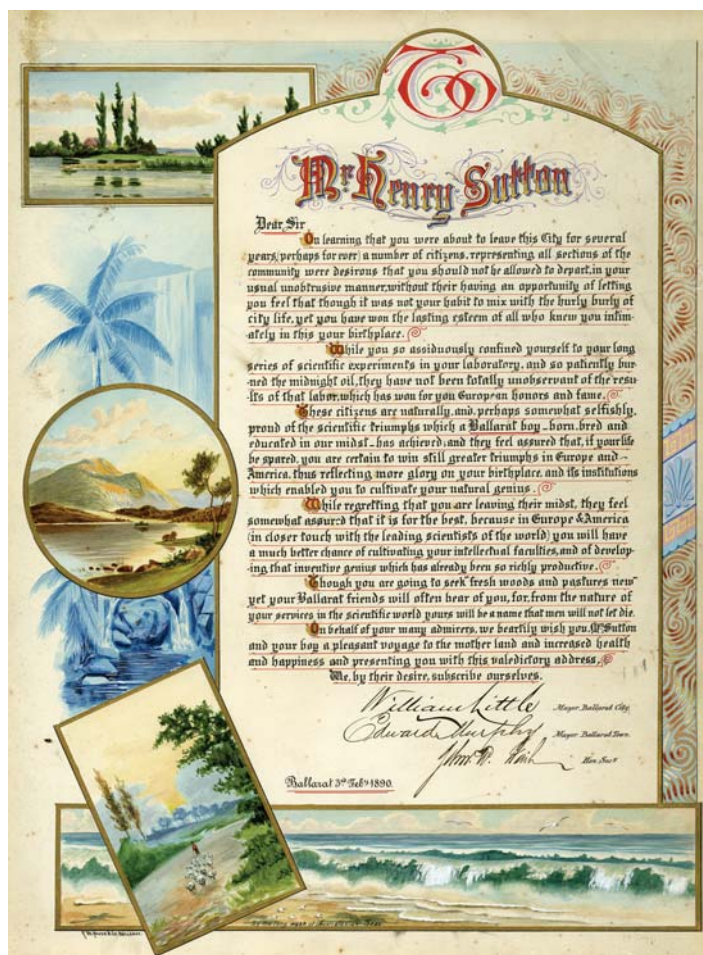 To
Mr Henry Sutton
Dear Sir
On learning that you were about to leave this City for several
years, (perhaps for ever) a number of citizens, representing all sections of the
community were desirous that you should not be allowed to depart, in your
usual unobtrusive manner, without their having an opportunity of letting
you feel that though it was not your habit to mix with the hurly burly of
city life, yet you have won the lasting esteem of all who knew you intim-
ately in this your birthplace.
While you so assiduously confined yourself to your long
series of scientific experiments in your laboratory, and so patiently bur-
ned the midnight oil, they have not been totally unobservant of the resu-
lts of that labor, which has won for you European honors and fame.
These citizens are naturally, and, perhaps somewhat selfishly,
proud of the scientific triumphs which a Ballarat boy - born, bred and
educated in our midst - has achieved; and they feel assured that, if your life
be spared, you are certain to win still greater triumphs in Europe and
America, thus reflecting more glory on your birthplace, and its institutions
which enabled you to cultivate your natural genius.
While regretting that you are leaving their midst, they feel
somewhat assured that it is for the best, because in Europe & America
(in closer touch with the leading scientists of the world) you will have
a much better chance of cultivating your intellectual faculties, and of develop-
ing that inventive genius which has already been so richly productive.
Though you are going to seek "fresh woods and pastures new"
yet your Ballarat friends will often hear of you, for, from the nature of
your services in the scientific world yours will be a name that men will not let die.
On behalf of your many admirers, we heartily wish you, Mrs Sutton
and your boy a pleasant voyage to the mother land and increased health
and happiness and presenting you with this valedictory address,
We, by their desire, subscribe ourselves.
William Little Mayor Ballarat City.
Edward Murphy Mayor Ballarat Town.
John W. Hon. Secy
Ballarat 3rd Feby 1890.